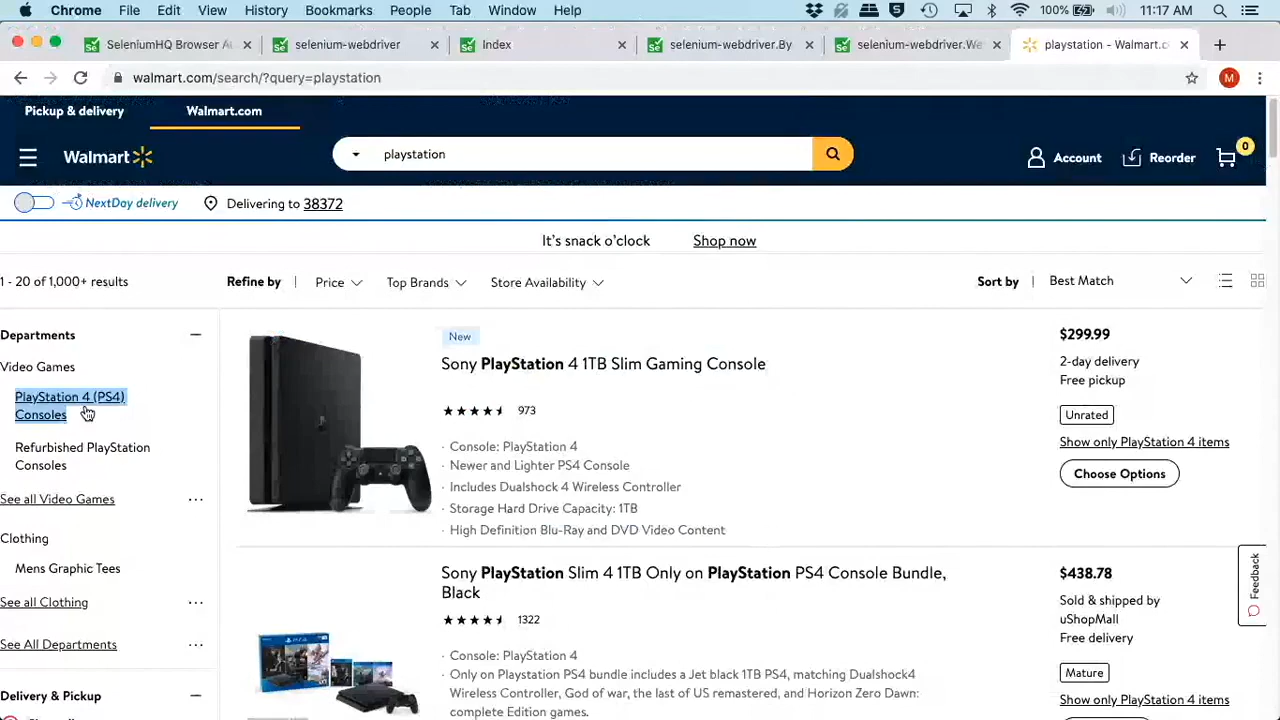 Chrome File Edit View History Bookmarks People Tab Window Help 100% 11:17 AM
SeleniumHQ Browser Au selenium-webdriver Index selenium-webdriver.By selenium-webdriver.We playstation - Walmart.c
walmart.com/search/?query=playstation M
Pickup & delivery Walmart.com
Walmart playstation Account Reorder 0
NextDay delivery Delivering to 38372
It's snack o'clock Shop now
1 - 20 of 1,000+ results Refine by | Price Top Brands Store Availability Sort by | Best Match
Departments
Video Games
PlayStation 4 (PS4)
Consoles
Refurbished PlayStation
Consoles
See all Video Games ...
Clothing
Mens Graphic Tees
See all Clothing ...
See All Departments ...
Delivery & Pickup
New
Sony PlayStation 4 1TB Slim Gaming Console
973
· Console: PlayStation 4
· Newer and Lighter PS4 Console
· Includes Dualshock 4 Wireless Controller
· Storage Hard Drive Capacity: 1TB
· High Definition Blu-Ray and DVD Video Content
$299.99
2-day delivery
Free pickup
Unrated
Show only PlayStation 4 items
Choose Options
Sony PlayStation Slim 4 1TB Only on PlayStation PS4 Console Bundle,
Black
1322
· Console: PlayStation 4
· Only on Playstation PS4 bundle includes a Jet black 1TB PS4, matching Dualshock4
Wireless Controller, God of war, the last of US remastered, and Horizon Zero Dawn:
complete Edition games.
$438.78
Sold & shipped by
uShopMall
Free delivery
Mature
Show only PlayStation 4 items
Feedback